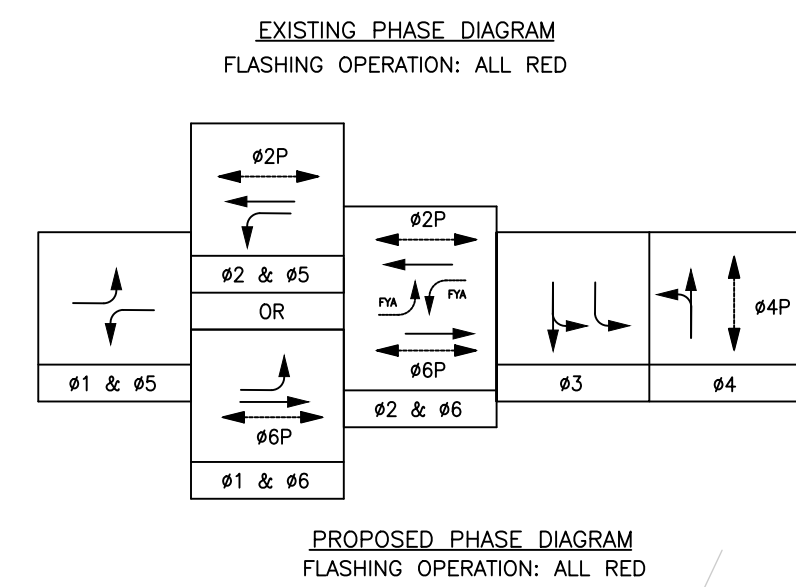 EXISTING PHASE DIAGRAM
FLASHING OPERATION: ALL RED
ø2P
ø2 & ø5
OR
ø6P
ø1 & ø6
ø1 & ø5
ø2P
FYA FYA
ø6P
ø2 & ø6
ø3
ø4P
ø4
PROPOSED PHASE DIAGRAM
FLASHING OPERATION: ALL RED